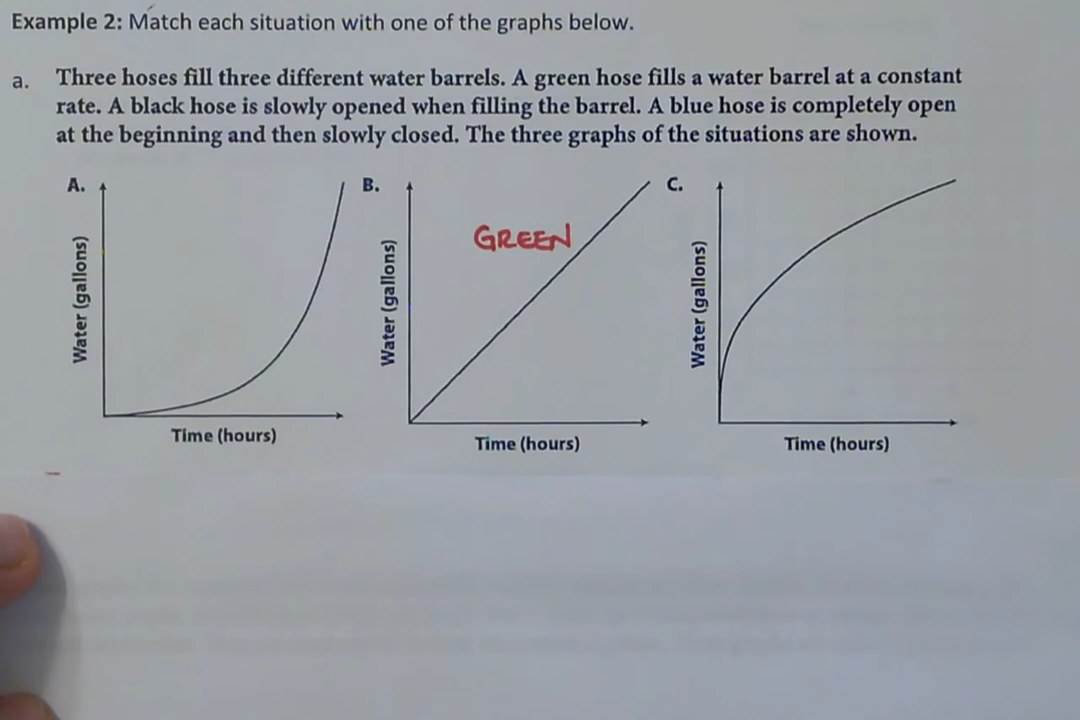 Example 2: Match each situation with one of the graphs below.
a. Three hoses fill three different water barrels. A green hose fills a water barrel at a constant
rate. A black hose is slowly opened when filling the barrel. A blue hose is completely open
at the beginning and then slowly closed. The three graphs of the situations are shown.
A.
Water (gallons)
Time (hours)
B.
GREEN
Water (gallons)
Time (hours)
C.
Water (gallons)
Time (hours)